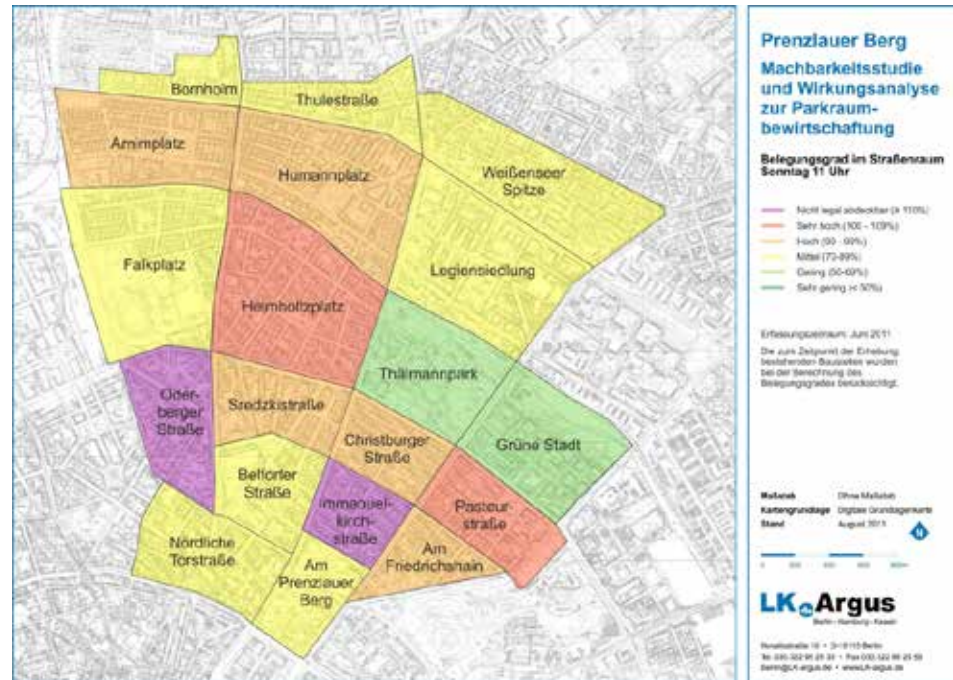 Bornholm
Thulestraße
Arnimplatz
Humannplatz
Weißenseer
Spitze
Falkplatz
Legiensiedlung
Helmholtzplatz
Thälmannpark
Oder-
berger
Straße
Sredzkistraße
Christburger
Straße
Grüne Stadt
Belforter
Straße
Immanuel-
kirch-
straße
Pasteur-
straße
Nördliche
Torstraße
Am
Prenzlauer
Berg
Am
Friedrichshain
Prenzlauer Berg
Machbarkeitsstudie
und Wirkungsanalyse
zur Parkraum-
bewirtschaftung
Belegungsgrad im Straßenraum
Sonntag 11 Uhr
Nicht legal abdeckbar (> 110%)
Sehr hoch (100 - 109%)
Hoch (90 - 99%)
Mittel (70-89%)
Gering (50-69%)
Sehr gering (< 50%)
Erfassungszeitraum: Juni 2011
Die zum Zeitpunkt der Erhebung
bestehenden Baustellen wurden
bei der Berechnung des
Belegungsgrades berücksichtigt.
Maßstab Ohne Maßstab
Kartengrundlage Digitale Grundlagenkarte
Stand August 2011
N
LK Argus
Berlin • Hamburg • Kassel